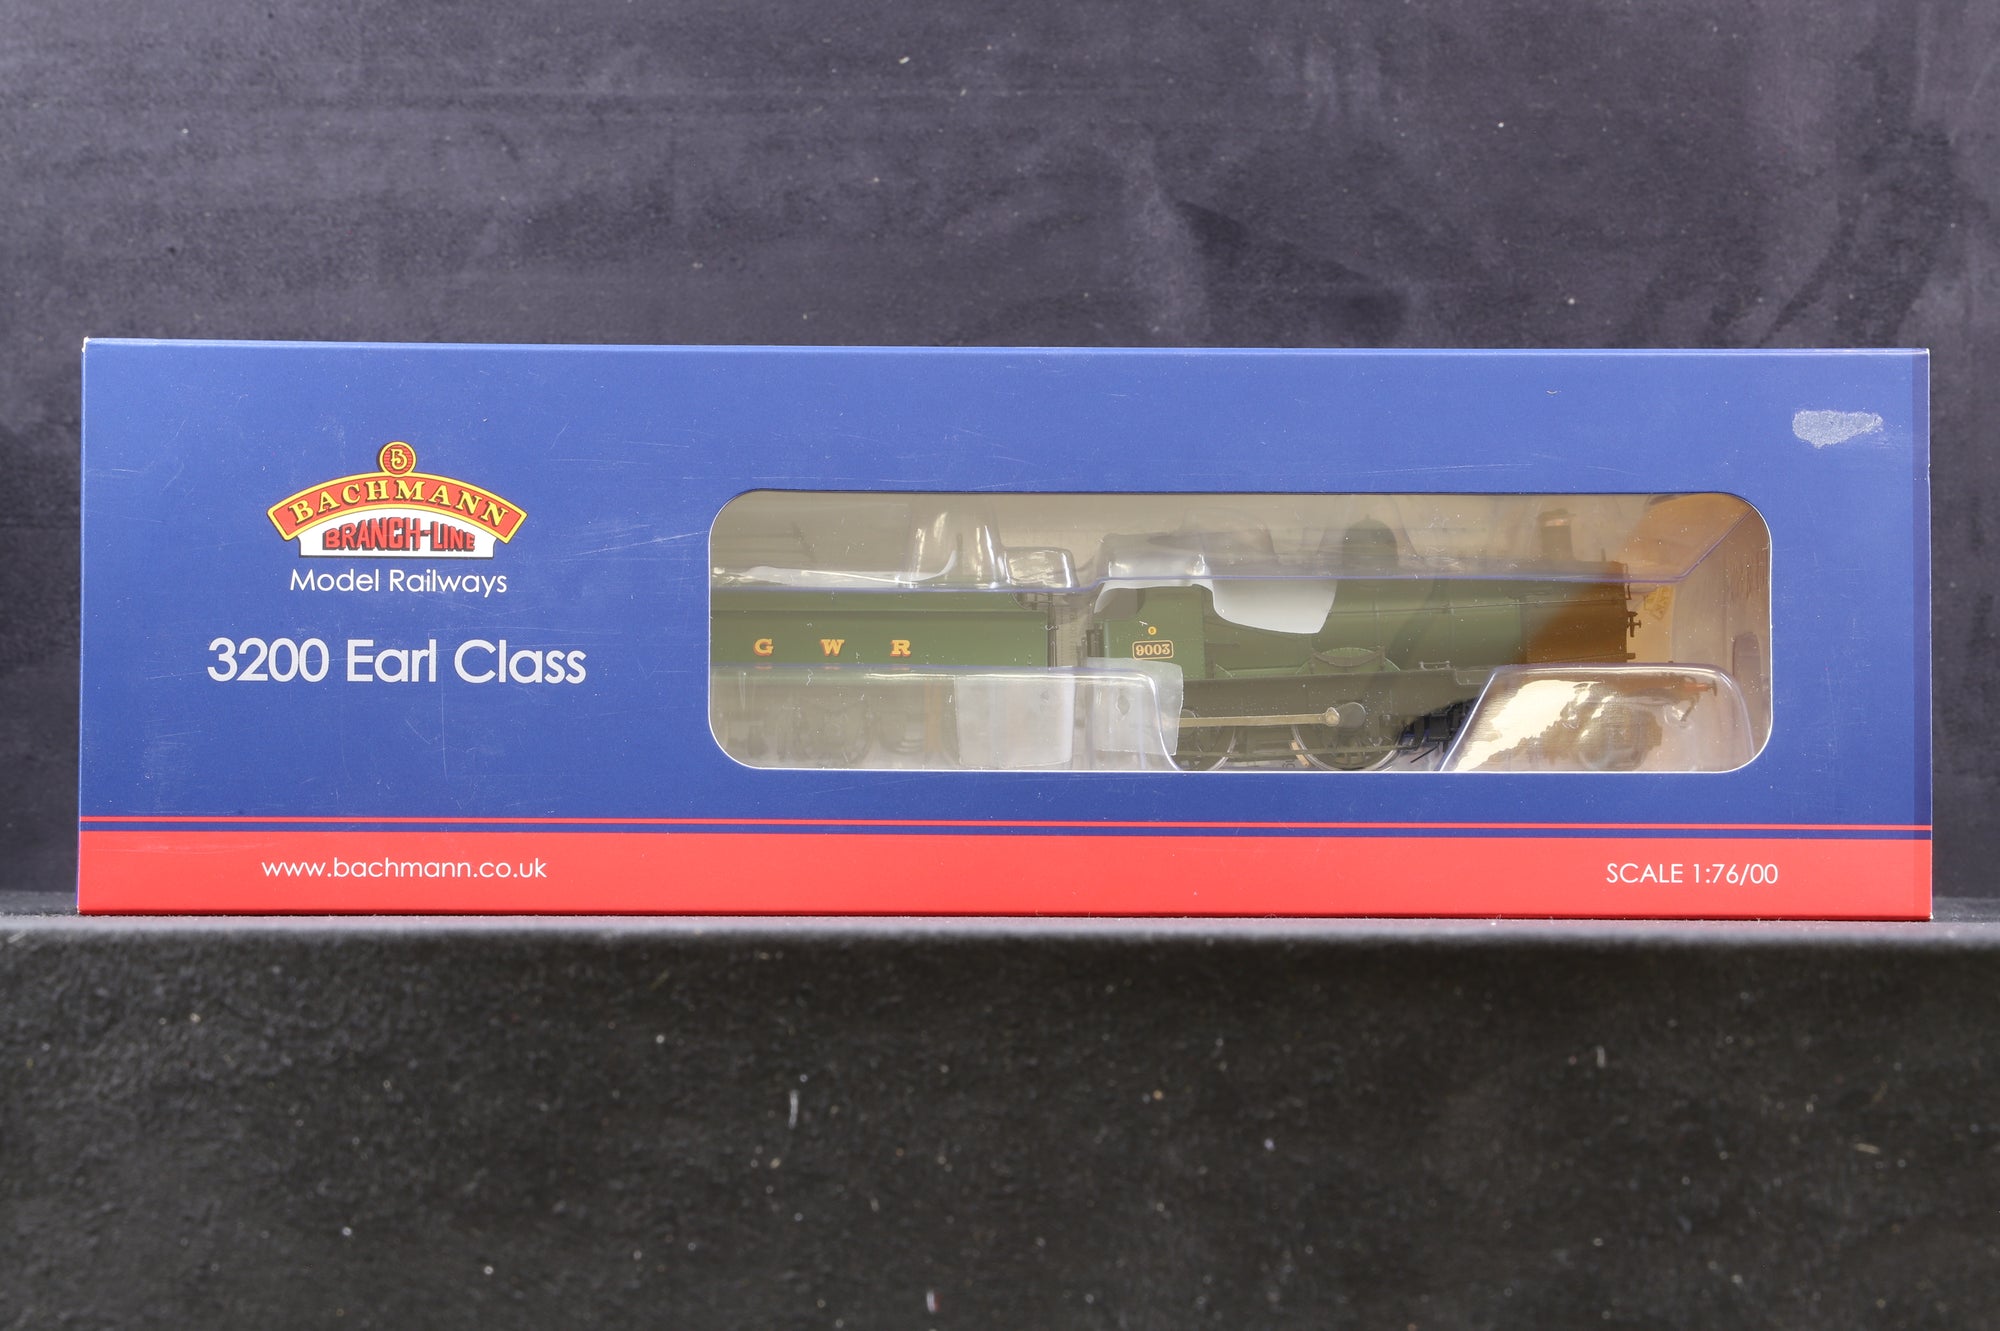 B
BACHMANN
BRANCH-LINE
Model Railways
3200 Earl Class
G W R
9003
www.bachmann.co.uk
SCALE 1:76/00